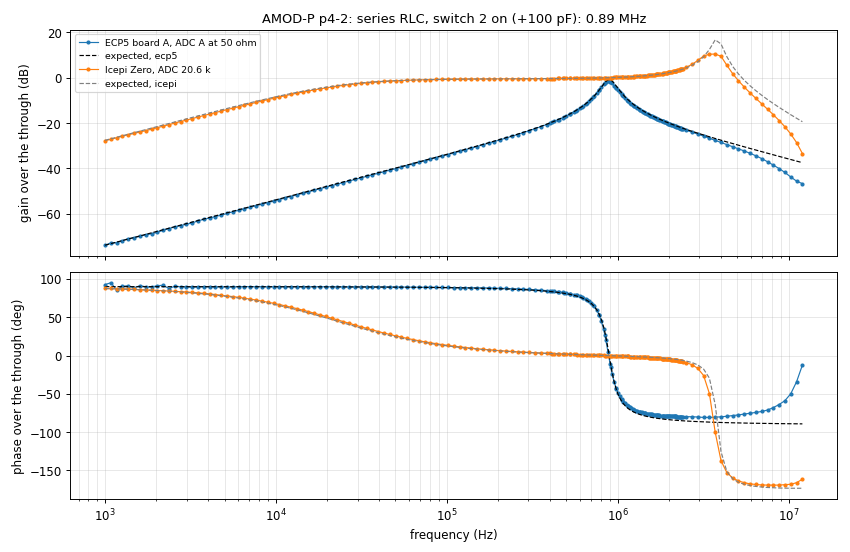 AMOD-P p4-2: series RLC, switch 2 on (+100 pF): 0.89 MHz
20
0
−20
−40
−60
gain over the through (dB)
ECP5 board A, ADC A at 50 ohm
expected, ecp5
Icepi Zero, ADC 20.6 k
expected, icepi
100
50
0
−50
−100
−150
phase over the through (deg)
10³
10⁴
10⁵
10⁶
10⁷
frequency (Hz)